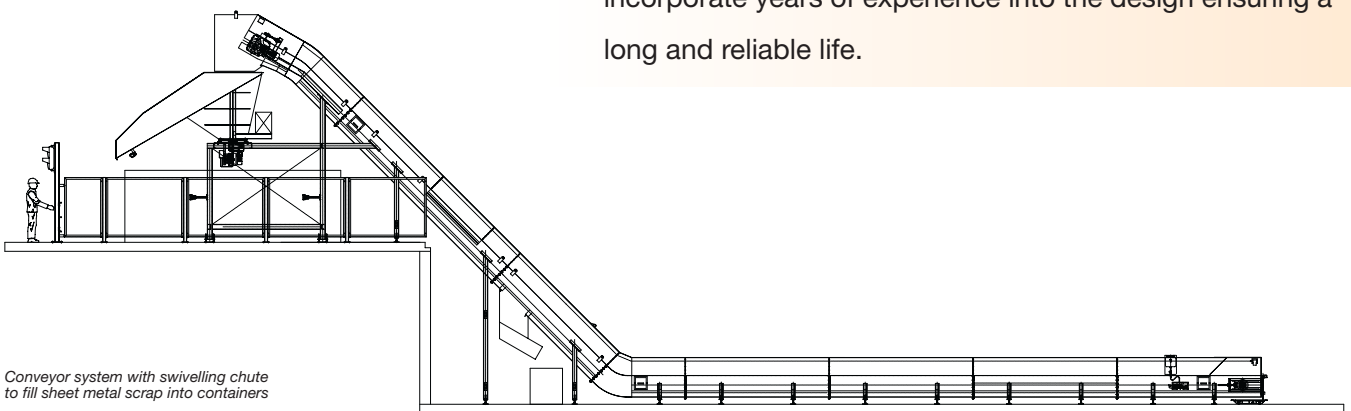 incorporate years of experience into the design ensuring a
long and reliable life.
Conveyor system with swivelling chute
to fill sheet metal scrap into containers